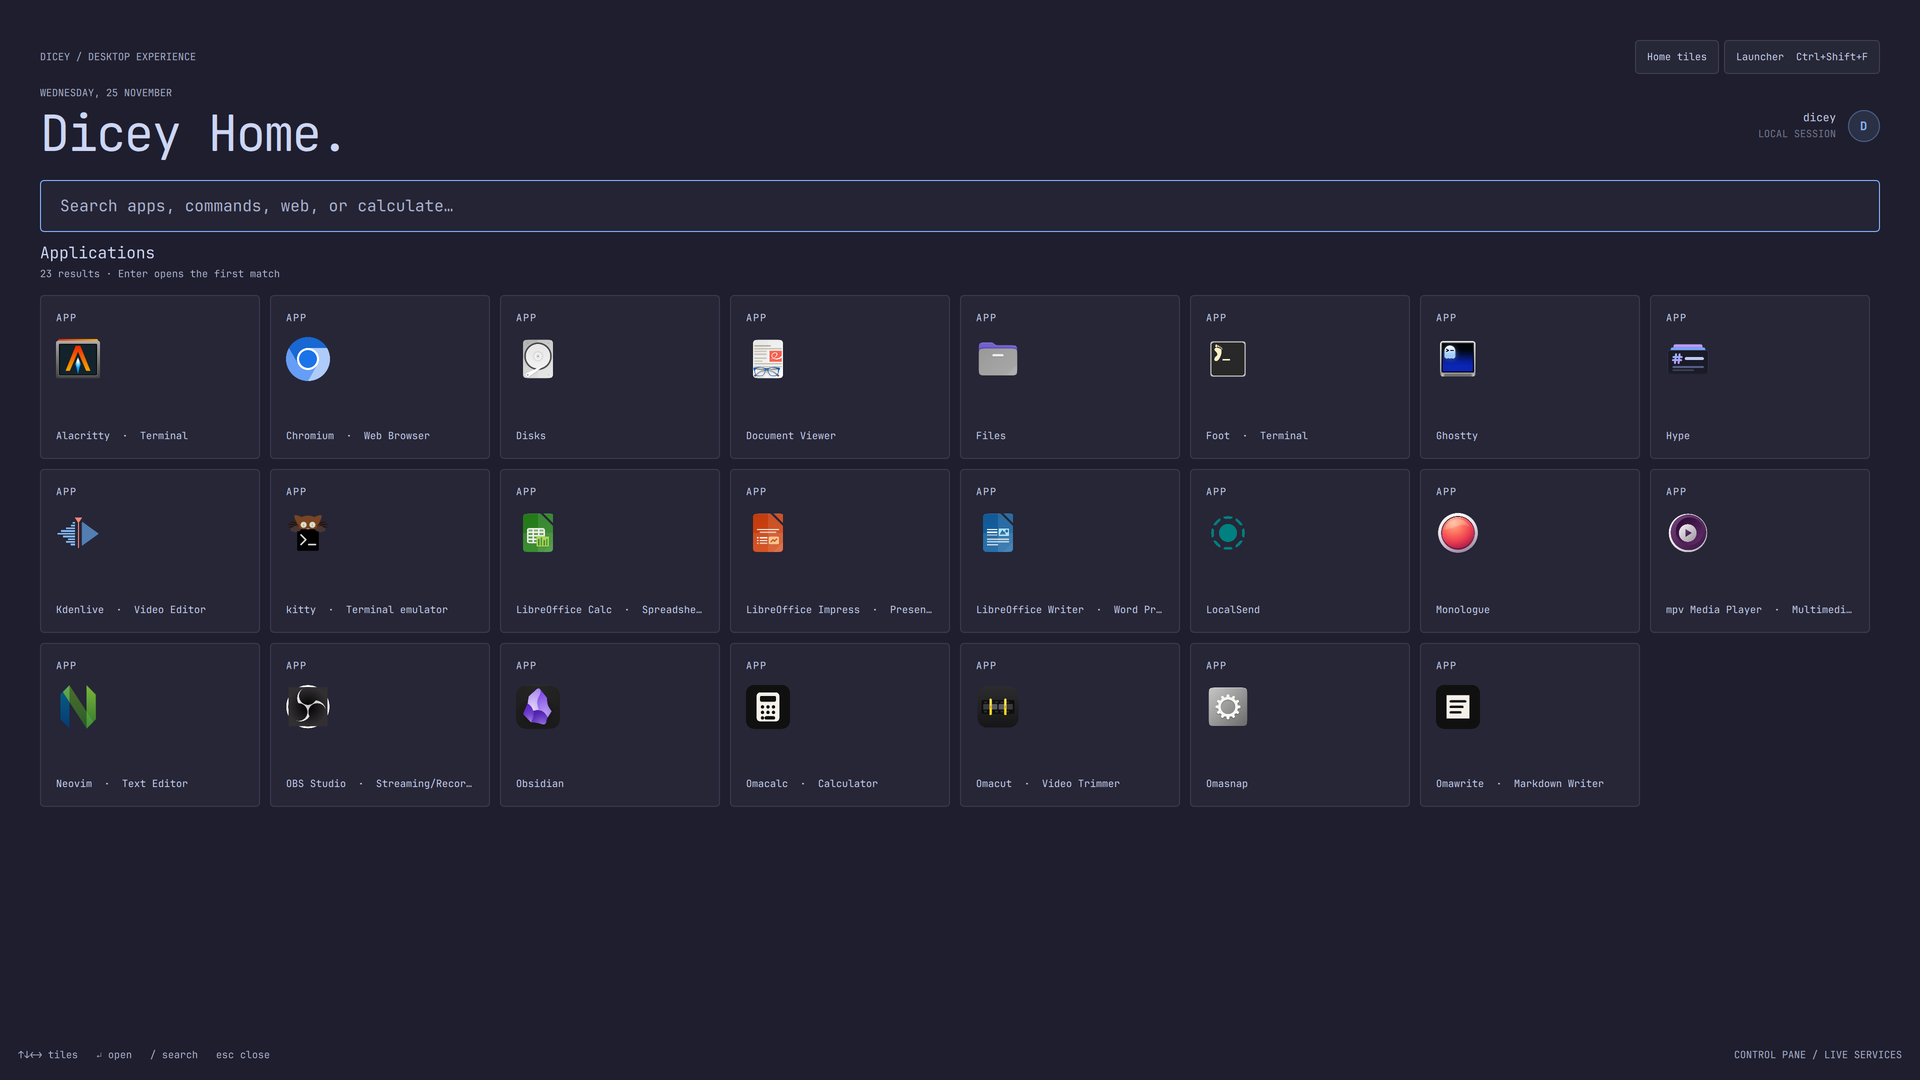 DICEY / DESKTOP EXPERIENCE
Home tiles
Launcher Ctrl+Shift+F
WEDNESDAY, 25 NOVEMBER
Dicey Home.
dicey
LOCAL SESSION
D
Search apps, commands, web, or calculate…
Applications
23 results · Enter opens the first match
APP
Alacritty · Terminal
APP
Chromium · Web Browser
APP
Disks
APP
Document Viewer
APP
Files
APP
Foot · Terminal
APP
Ghostty
APP
Hype
APP
Kdenlive · Video Editor
APP
kitty · Terminal emulator
APP
LibreOffice Calc · Spreadshe…
APP
LibreOffice Impress · Presen…
APP
LibreOffice Writer · Word Pr…
APP
LocalSend
APP
Monologue
APP
mpv Media Player · Multimedi…
APP
Neovim · Text Editor
APP
OBS Studio · Streaming/Recor…
APP
Obsidian
APP
Omacalc · Calculator
APP
Omacut · Video Trimmer
APP
Omasnap
APP
Omawrite · Markdown Writer
↑↓↔ tiles ↵ open / search esc close
CONTROL PANE / LIVE SERVICES